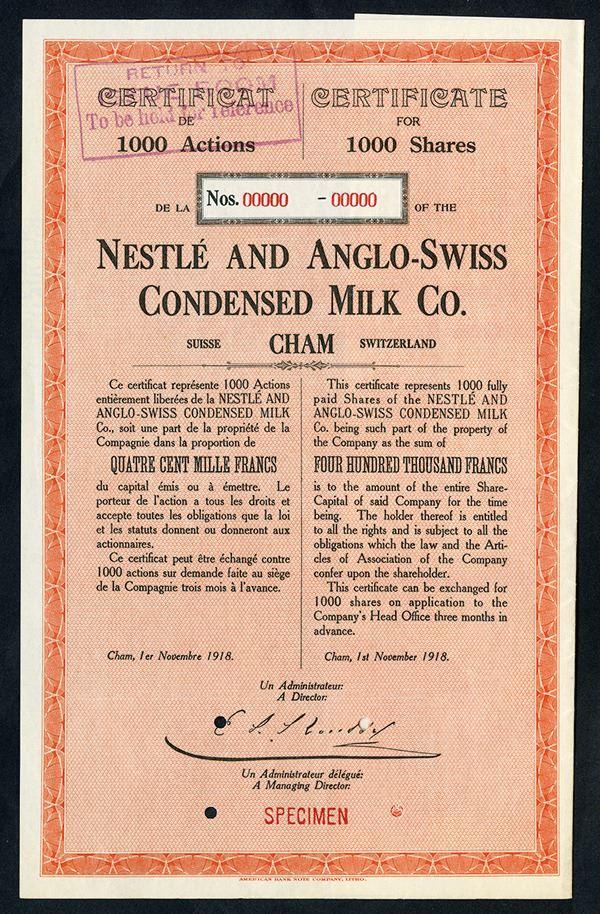 RETURN TO
To be held for reference
CERTIFICAT
DE
1000 Actions
CERTIFICATE
FOR
1000 Shares
DE LA
Nos. 00000 - 00000
OF THE
NESTLÉ AND ANGLO-SWISS
CONDENSED MILK CO.
SUISSE CHAM SWITZERLAND
Ce certificat représente 1000 Actions
entièrement liberées de la NESTLÉ AND
ANGLO-SWISS CONDENSED MILK
Co., soit une part de la propriété de la
Compagnie dans la proportion de
QUATRE CENT MILLE FRANCS
du capital émis ou à émettre. Le
porteur de l'action a tous les droits et
accepte toutes les obligations que la loi
et les statuts donnent ou donneront aux
actionnaires.
Ce certificat peut être échangé contre
1000 actions sur demande faite au siège
de la Compagnie trois mois à l'avance.
Cham, 1er Novembre 1918.
This certificate represents 1000 fully
paid Shares of the NESTLÉ AND
ANGLO-SWISS CONDENSED MILK
Co. being such part of the property of
the Company as the sum of
FOUR HUNDRED THOUSAND FRANCS
is to the amount of the entire Share-
Capital of said Company for the time
being. The holder thereof is entitled
to all the rights and is subject to all the
obligations which the law and the Arti-
cles of Association of the Company
confer upon the shareholder.
This certificate can be exchanged for
1000 shares on application to the
Company's Head Office three months in
advance.
Cham, 1st November 1918.
Un Administrateur:
A Director:
Un Administrateur délégué:
A Managing Director:
SPECIMEN
AMERICAN BANK NOTE COMPANY, LITHO.